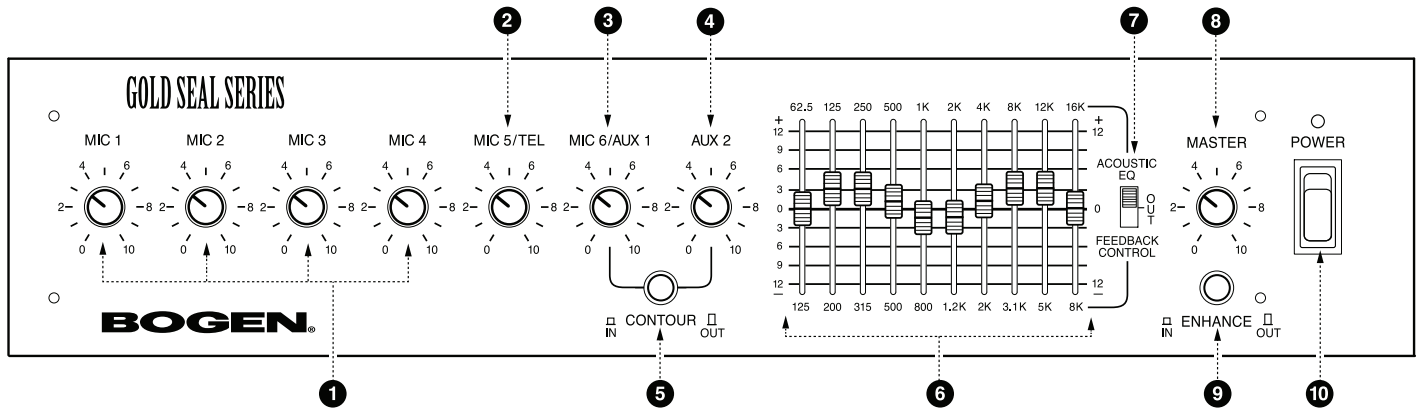 2 3 4 7 8
GOLD SEAL SERIES
MIC 1 MIC 2 MIC 3 MIC 4 MIC 5/TEL MIC 6/AUX 1 AUX 2
0 2 4 6 8 10
0 2 4 6 8 10
0 2 4 6 8 10
0 2 4 6 8 10
0 2 4 6 8 10
0 2 4 6 8 10
0 2 4 6 8 10
CONTOUR
IN OUT
62.5 125 250 500 1K 2K 4K 8K 12K 16K
+ +
12 12
9 9
6 6
3 3
0 0
3 3
6 6
9 9
12 12
– –
125 200 315 500 800 1.2K 2K 3.1K 5K 8K
ACOUSTIC
EQ
OUT
FEEDBACK
CONTROL
MASTER
0 2 4 6 8 10
ENHANCE
IN OUT
POWER
BOGEN®
1 5 6 9 10